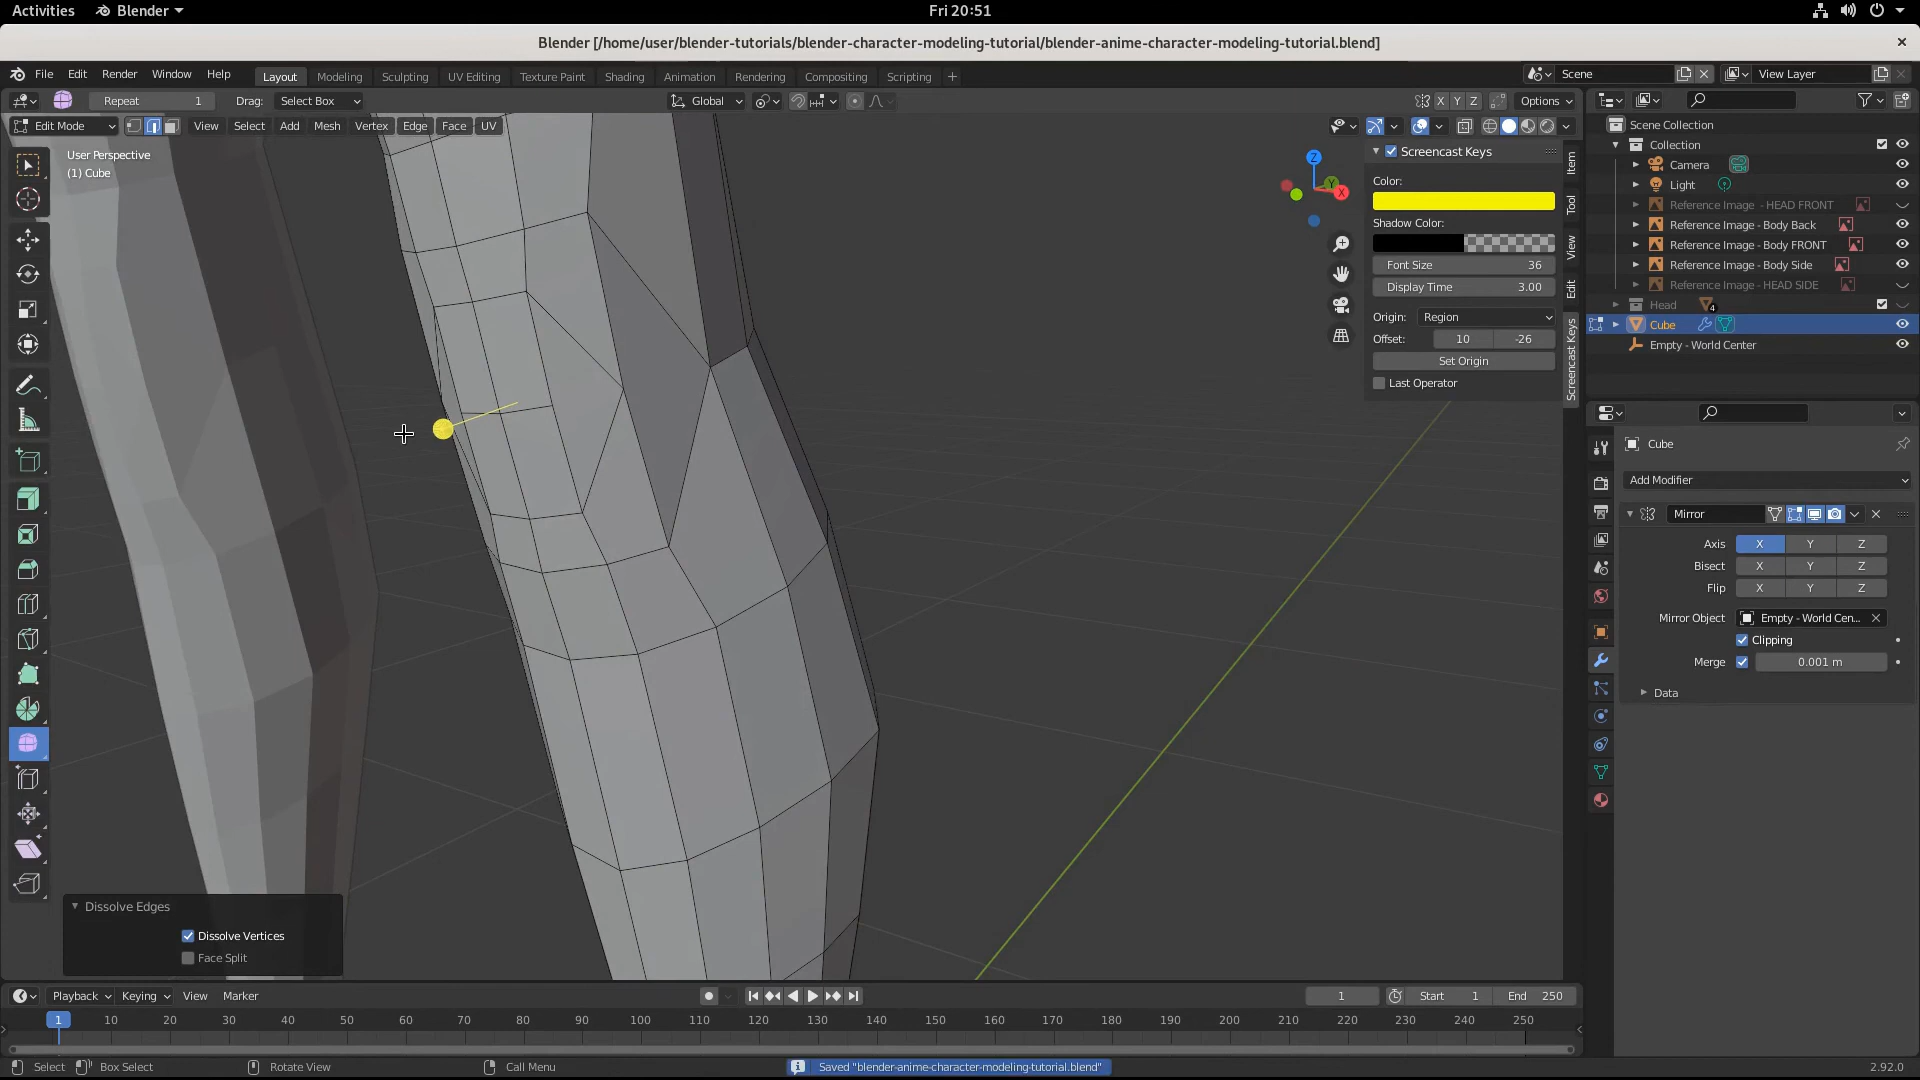 Activities Blender Fri 20:51
Blender [/home/user/blender-tutorials/blender-character-modeling-tutorial/blender-anime-character-modeling-tutorial.blend]
File Edit Render Window Help Layout Modeling Sculpting UV Editing Texture Paint Shading Animation Rendering Compositing Scripting + Scene View Layer
Repeat 1 Drag: Select Box Global X Y Z Options
Edit Mode View Select Add Mesh Vertex Edge Face UV
User Perspective
(1) Cube
Z
Y
X
Screencast Keys
Color:
Shadow Color:
Font Size 36
Display Time 3.00
Origin: Region
Offset: 10 -26
Set Origin
Last Operator
Item
Tool
View
Edit
Screencast Keys
Scene Collection
Collection
Camera
Light
Reference Image - HEAD FRONT
Reference Image - Body Back
Reference Image - Body FRONT
Reference Image - Body Side
Reference Image - HEAD SIDE
Head 4
Cube
Empty - World Center
Cube
Add Modifier
Mirror
Axis X Y Z
Bisect X Y Z
Flip X Y Z
Mirror Object Empty - World Cen...
Clipping
Merge 0.001 m
Data
Dissolve Edges
Dissolve Vertices
Face Split
Playback Keying View Marker 1 Start 1 End 250
1 10 20 30 40 50 60 70 80 90 100 110 120 130 140 150 160 170 180 190 200 210 220 230 240 250
Select Box Select Rotate View Call Menu Saved "blender-anime-character-modeling-tutorial.blend" 2.92.0